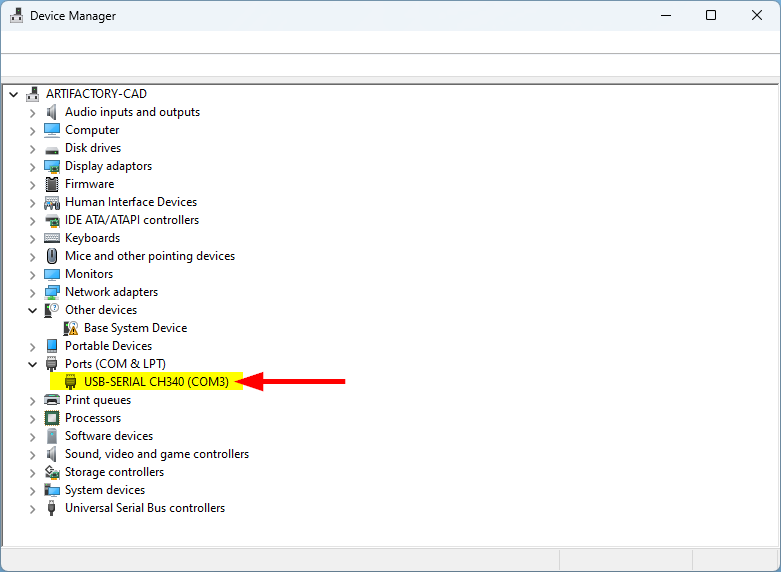 Device Manager
ARTIFACTORY-CAD
Audio inputs and outputs
Computer
Disk drives
Display adaptors
Firmware
Human Interface Devices
IDE ATA/ATAPI controllers
Keyboards
Mice and other pointing devices
Monitors
Network adapters
Other devices
Base System Device
Portable Devices
Ports (COM & LPT)
USB-SERIAL CH340 (COM3)
Print queues
Processors
Software devices
Sound, video and game controllers
Storage controllers
System devices
Universal Serial Bus controllers